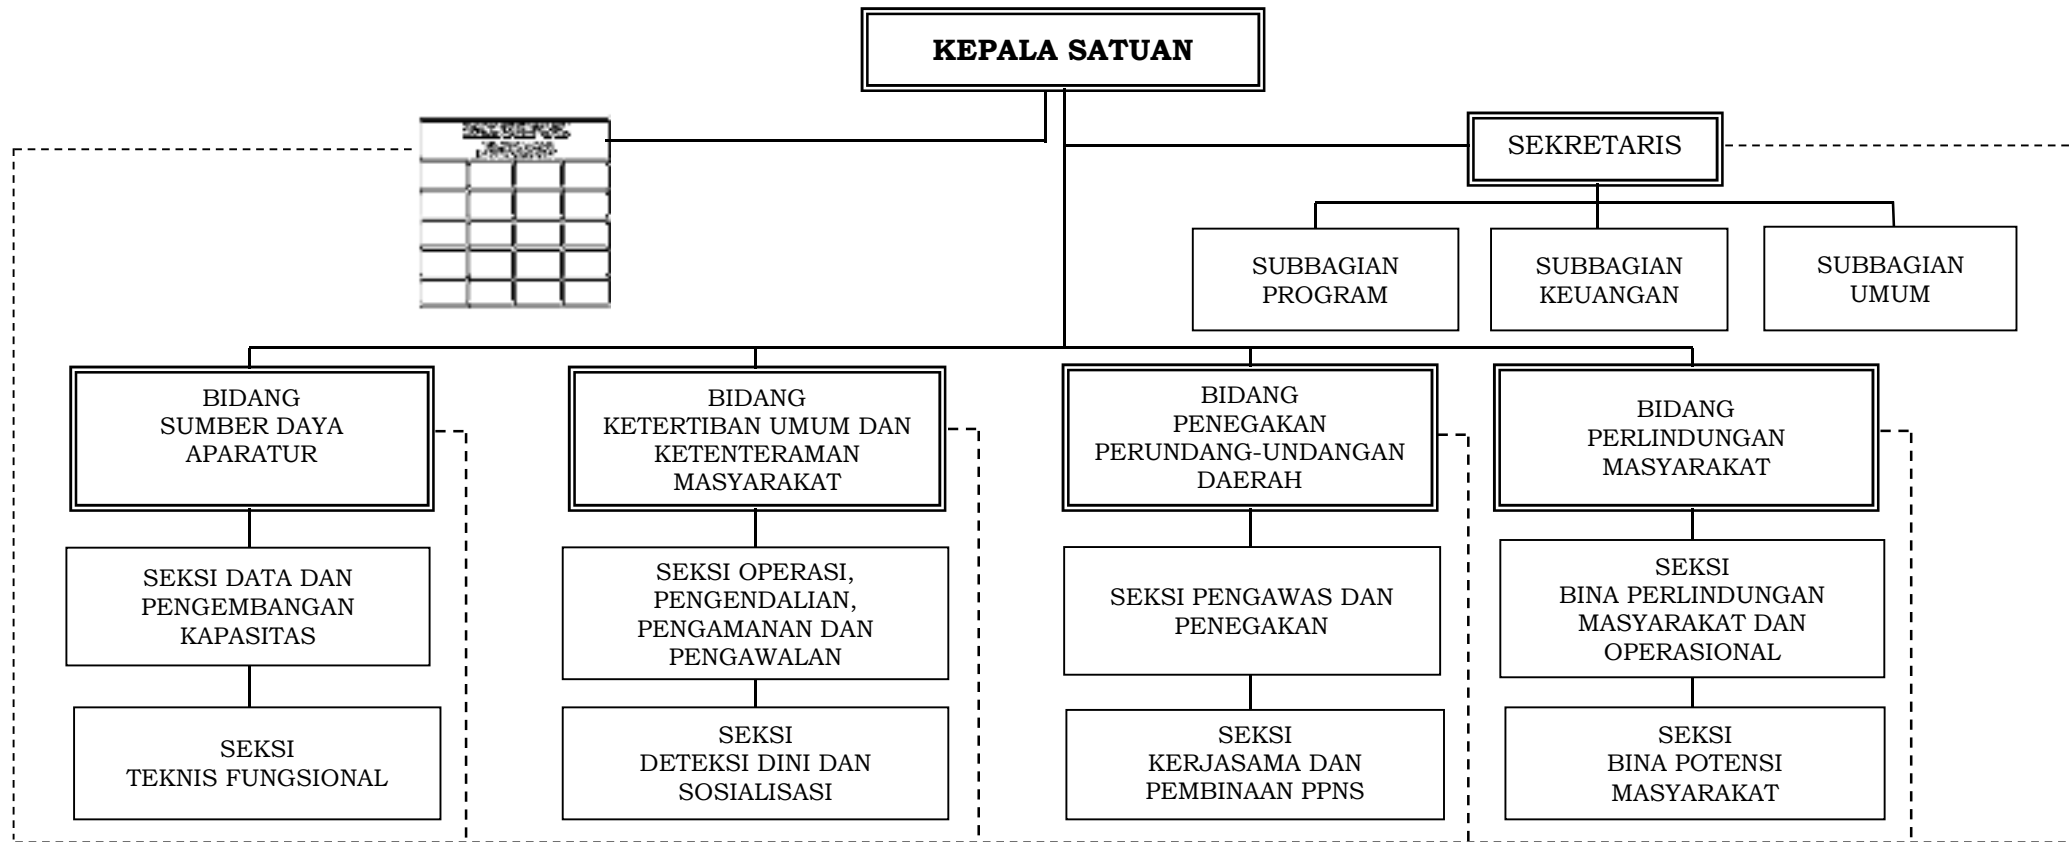 KEPALA SATUAN
SEKRETARIS
SUBBAGIAN
PROGRAM
SUBBAGIAN
KEUANGAN
SUBBAGIAN
UMUM
BIDANG
SUMBER DAYA
APARATUR
BIDANG
KETERTIBAN UMUM DAN
KETENTERAMAN
MASYARAKAT
BIDANG
PENEGAKAN
PERUNDANG-UNDANGAN
DAERAH
BIDANG
PERLINDUNGAN
MASYARAKAT
SEKSI DATA DAN
PENGEMBANGAN
KAPASITAS
SEKSI OPERASI,
PENGENDALIAN,
PENGAMANAN DAN
PENGAWALAN
SEKSI PENGAWAS DAN
PENEGAKAN
SEKSI
BINA PERLINDUNGAN
MASYARAKAT DAN
OPERASIONAL
SEKSI
TEKNIS FUNGSIONAL
SEKSI
DETEKSI DINI DAN
SOSIALISASI
SEKSI
KERJASAMA DAN
PEMBINAAN PPNS
SEKSI
BINA POTENSI
MASYARAKAT